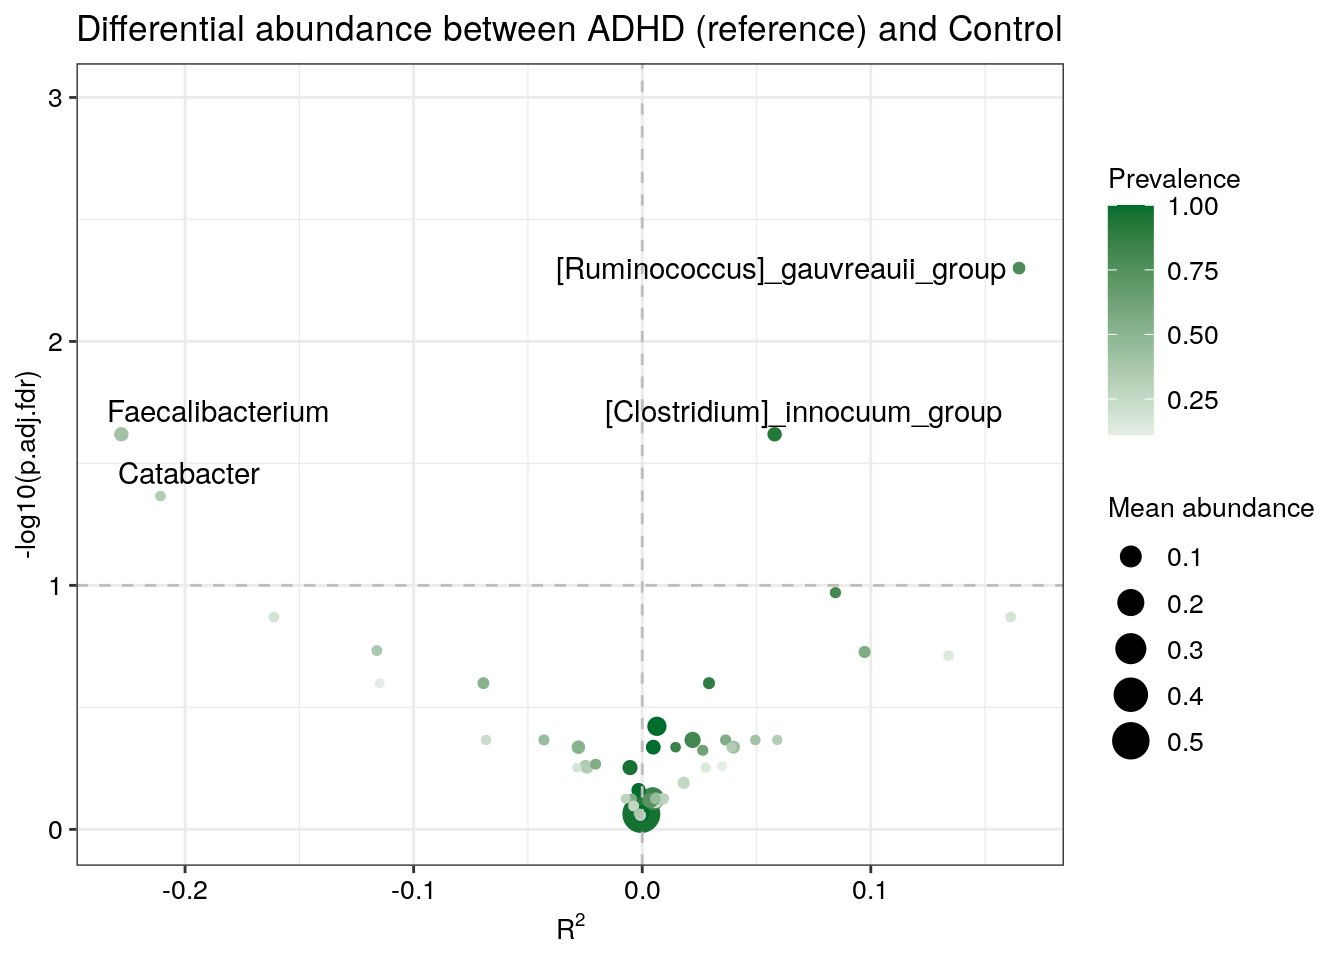 Differential abundance between ADHD (reference) and Control
3
2
1
0
-log10(p.adj.fdr)
[Ruminococcus]_gauvreauii_group
Faecalibacterium
[Clostridium]_innocuum_group
Catabacter
-0.2
-0.1
0.0
0.1
R²
Prevalence
1.00
0.75
0.50
0.25
Mean abundance
0.1
0.2
0.3
0.4
0.5